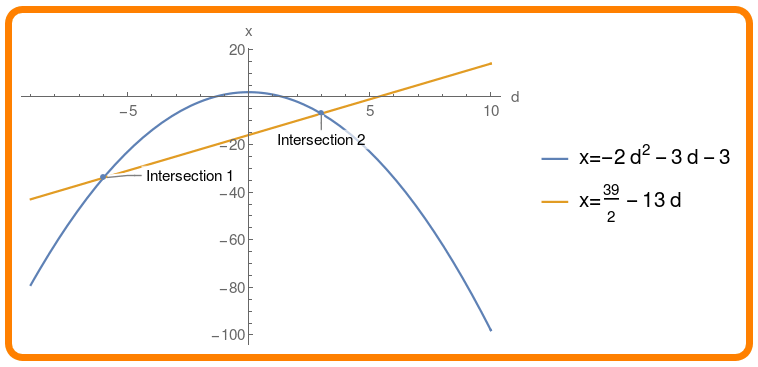 x
20
d
−5
5
10
Intersection 2
−20
Intersection 1
−40
−60
−80
−100
x=−2 d² − 3 d − 3
x=39/2 − 13 d